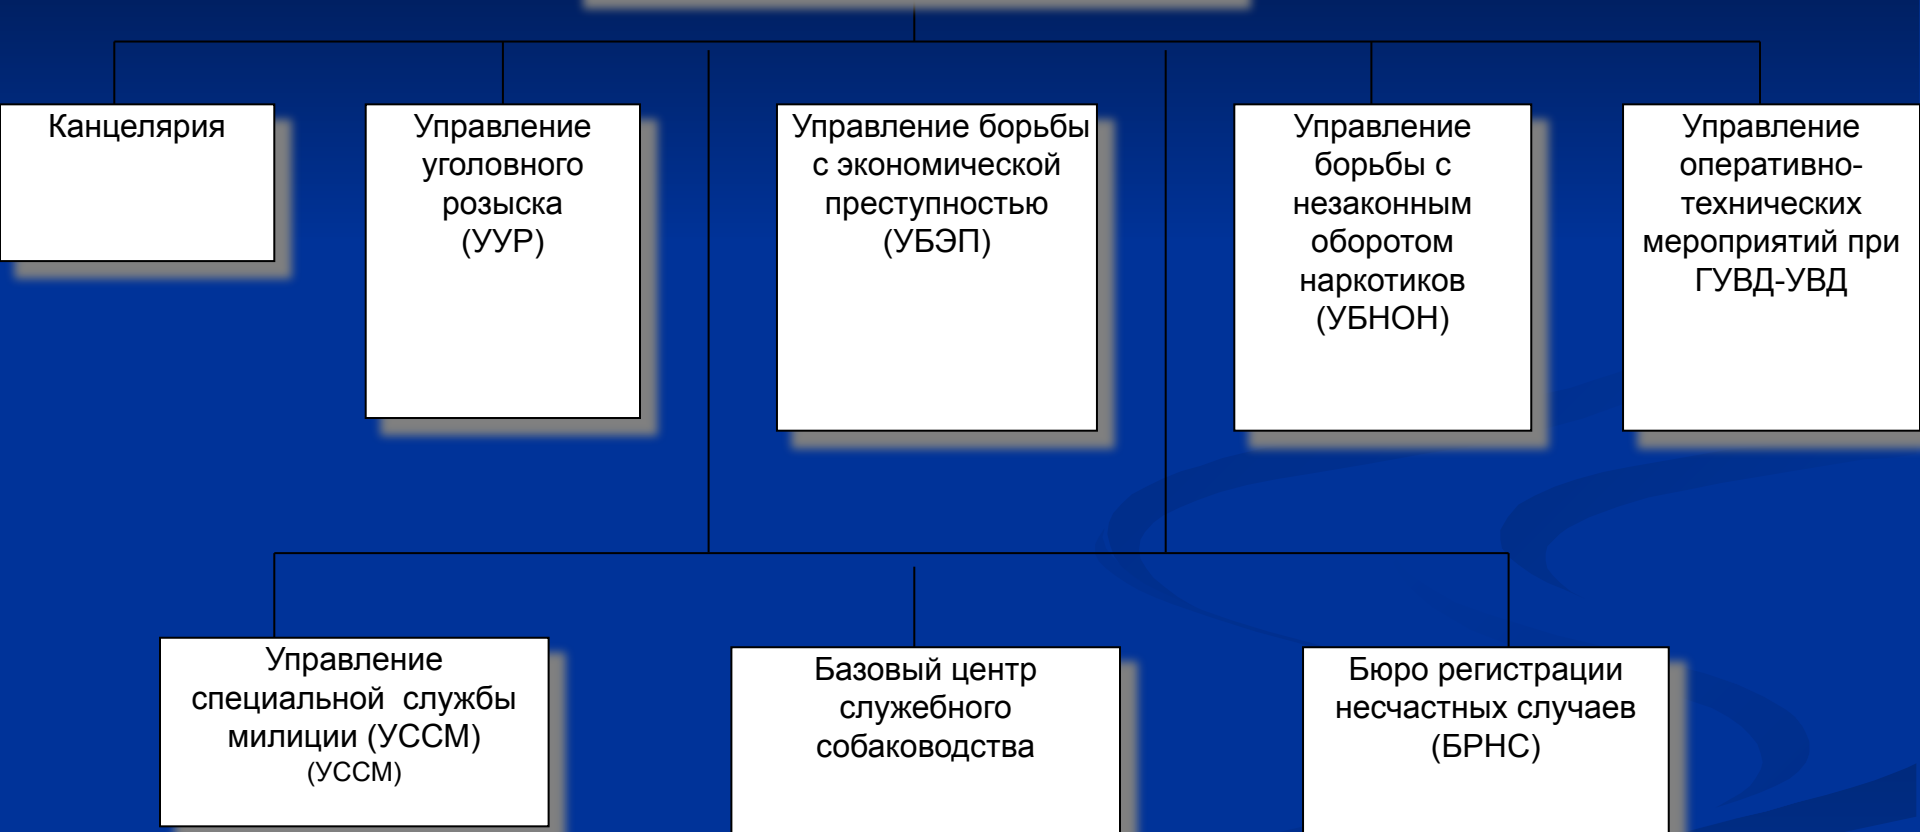 Канцелярия
Управление
уголовного
розыска
(УУР)
Управление борьбы
с экономической
преступностью
(УБЭП)
Управление
борьбы с
незаконным
оборотом
наркотиков
(УБНОН)
Управление
оперативно-
технических
мероприятий при
ГУВД-УВД
Управление
специальной службы
милиции (УССМ)
(УССМ)
Базовый центр
служебного
собаководства
Бюро регистрации
несчастных случаев
(БРНС)